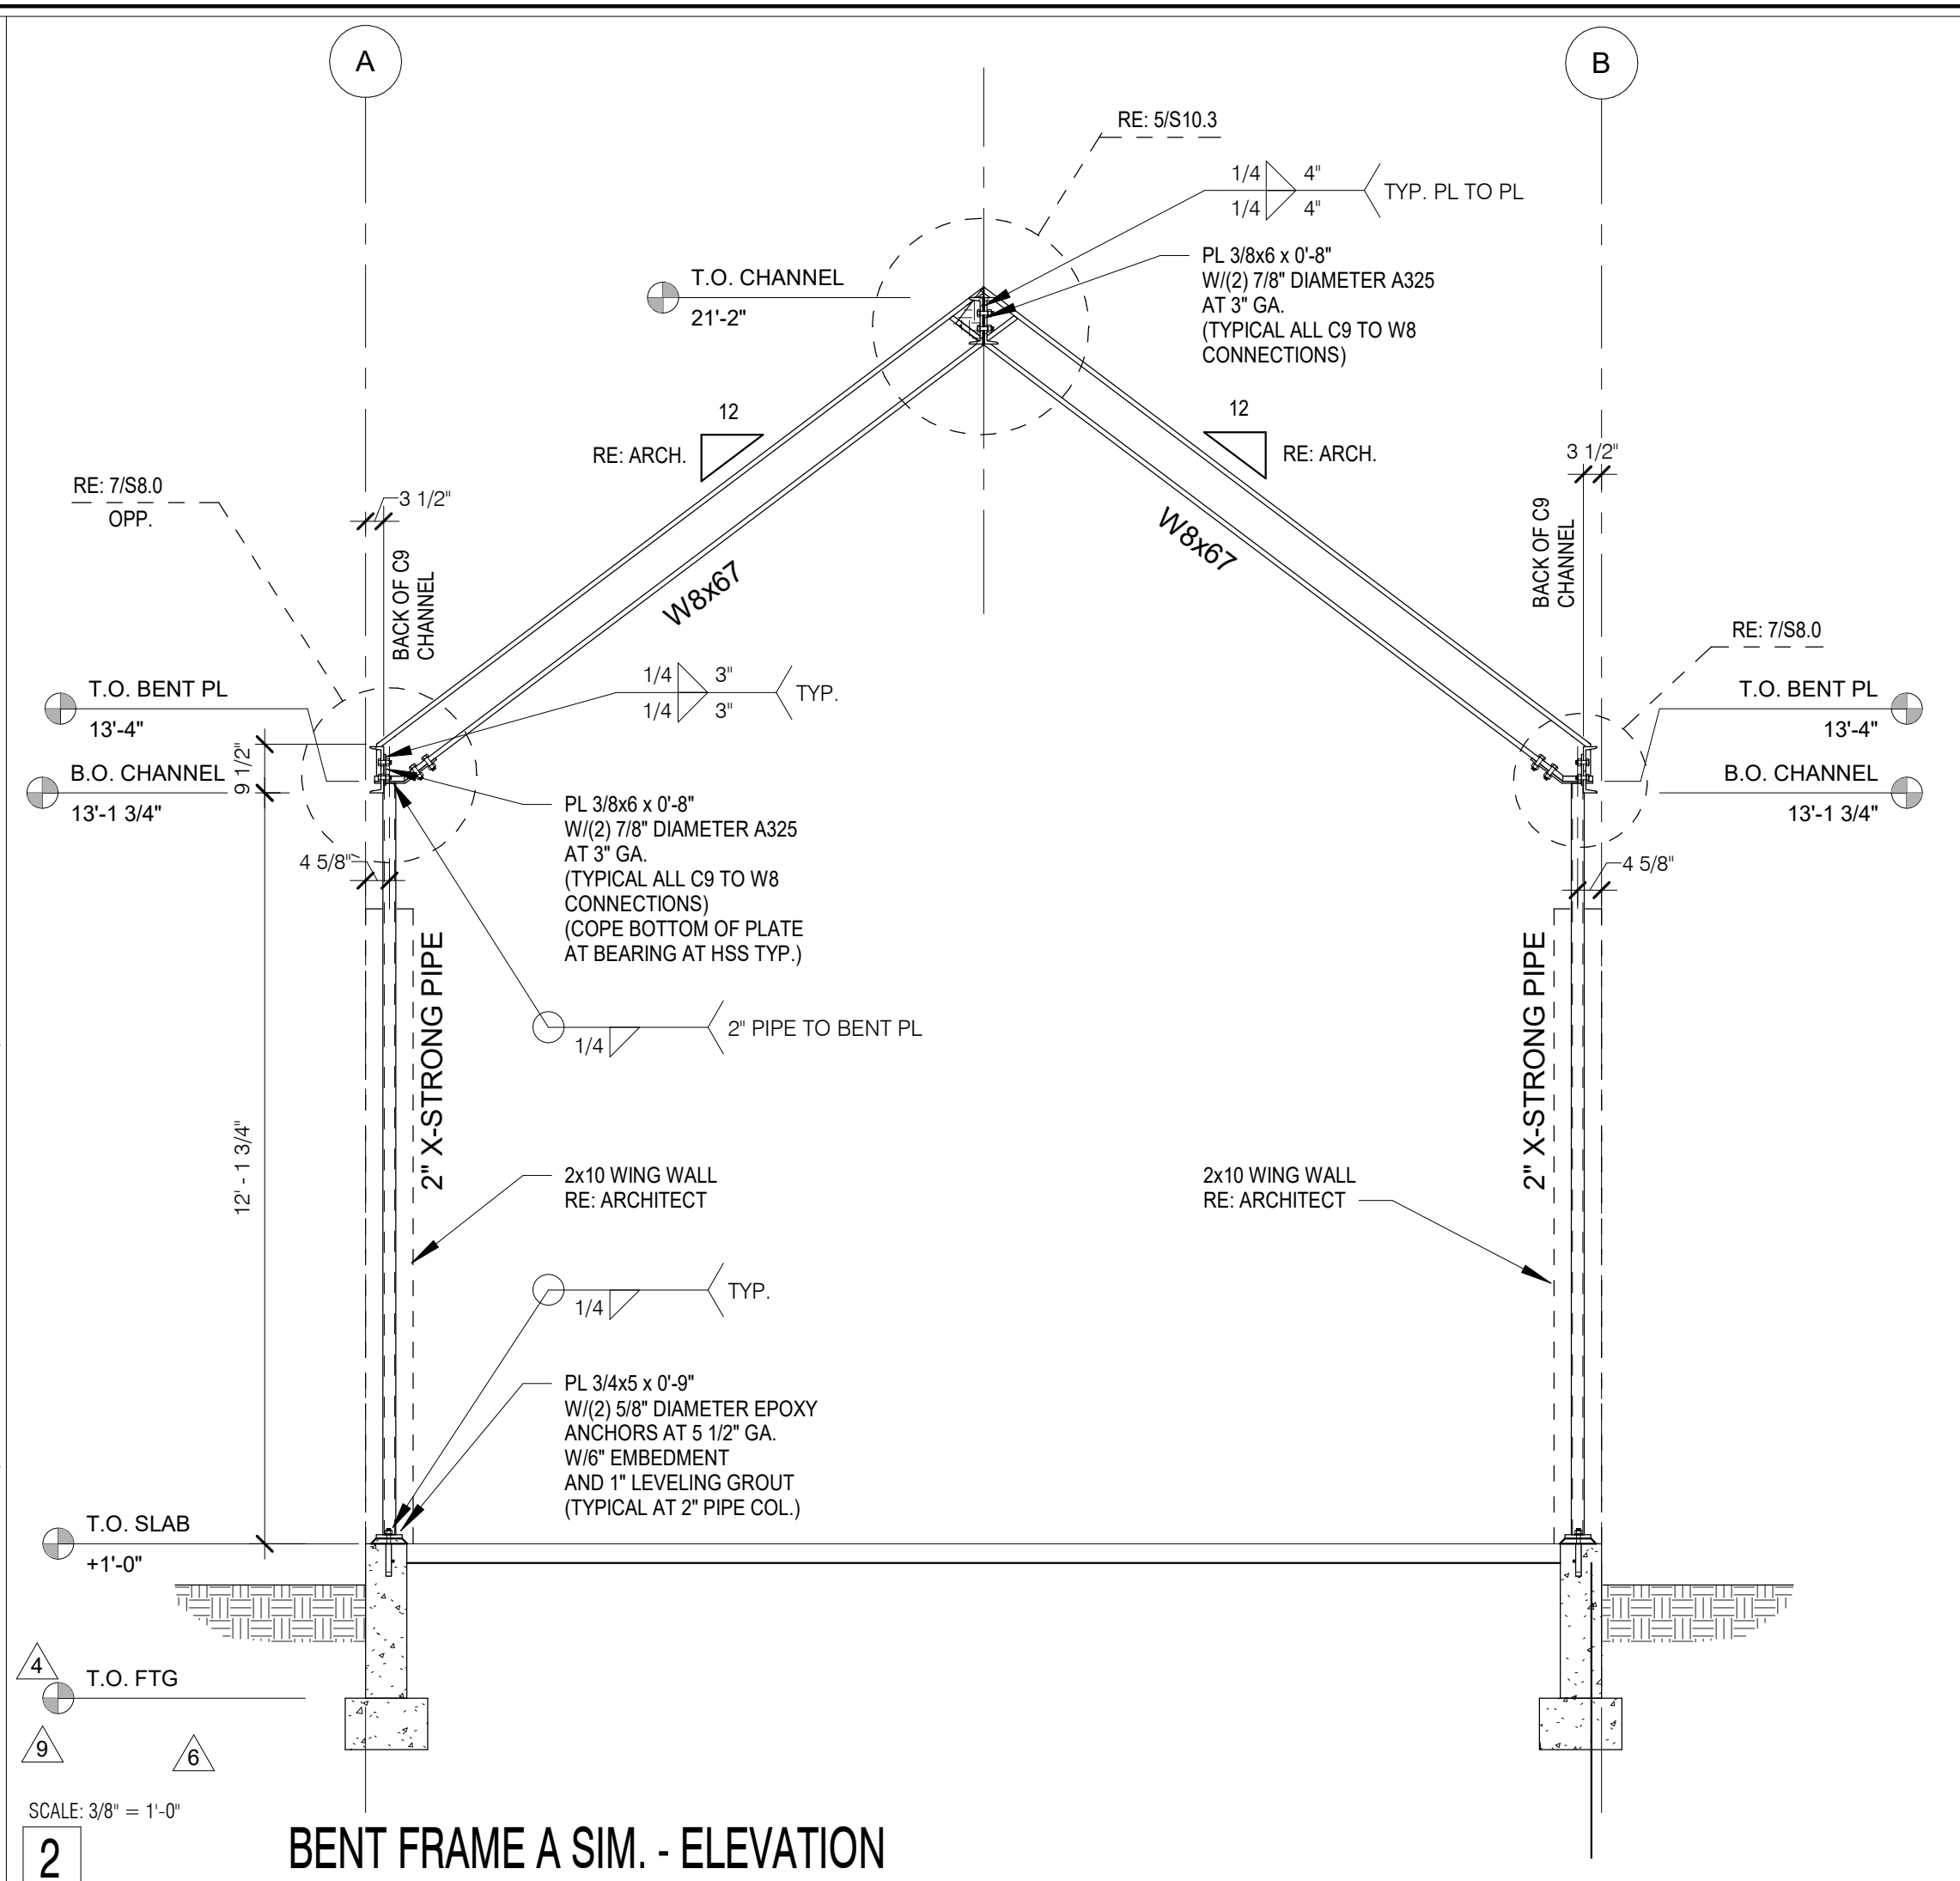 A
B
RE: 5/S10.3
1/4 4"
1/4 4"
TYP. PL TO PL
T.O. CHANNEL
21'-2"
PL 3/8x6 x 0'-8"
W/(2) 7/8" DIAMETER A325
AT 3" GA.
(TYPICAL ALL C9 TO W8
CONNECTIONS)
12
RE: ARCH.
12
RE: ARCH.
RE: 7/S8.0
OPP.
3 1/2"
BACK OF C9
CHANNEL
W8x67
W8x67
3 1/2"
BACK OF C9
CHANNEL
RE: 7/S8.0
1/4 3"
1/4 3"
TYP.
T.O. BENT PL
13'-4"
B.O. CHANNEL
13'-1 3/4"
9 1/2"
T.O. BENT PL
13'-4"
B.O. CHANNEL
13'-1 3/4"
PL 3/8x6 x 0'-8"
W/(2) 7/8" DIAMETER A325
AT 3" GA.
(TYPICAL ALL C9 TO W8
CONNECTIONS)
(COPE BOTTOM OF PLATE
AT BEARING AT HSS TYP.)
4 5/8"
4 5/8"
2" X-STRONG PIPE
2" X-STRONG PIPE
1/4
2" PIPE TO BENT PL
12' - 1 3/4"
2x10 WING WALL
RE: ARCHITECT
2x10 WING WALL
RE: ARCHITECT
1/4
TYP.
PL 3/4x5 x 0'-9"
W/(2) 5/8" DIAMETER EPOXY
ANCHORS AT 5 1/2" GA.
W/6" EMBEDMENT
AND 1" LEVELING GROUT
(TYPICAL AT 2" PIPE COL.)
T.O. SLAB
+1'-0"
4
T.O. FTG
9
6
SCALE: 3/8" = 1'-0"
2
BENT FRAME A SIM. - ELEVATION